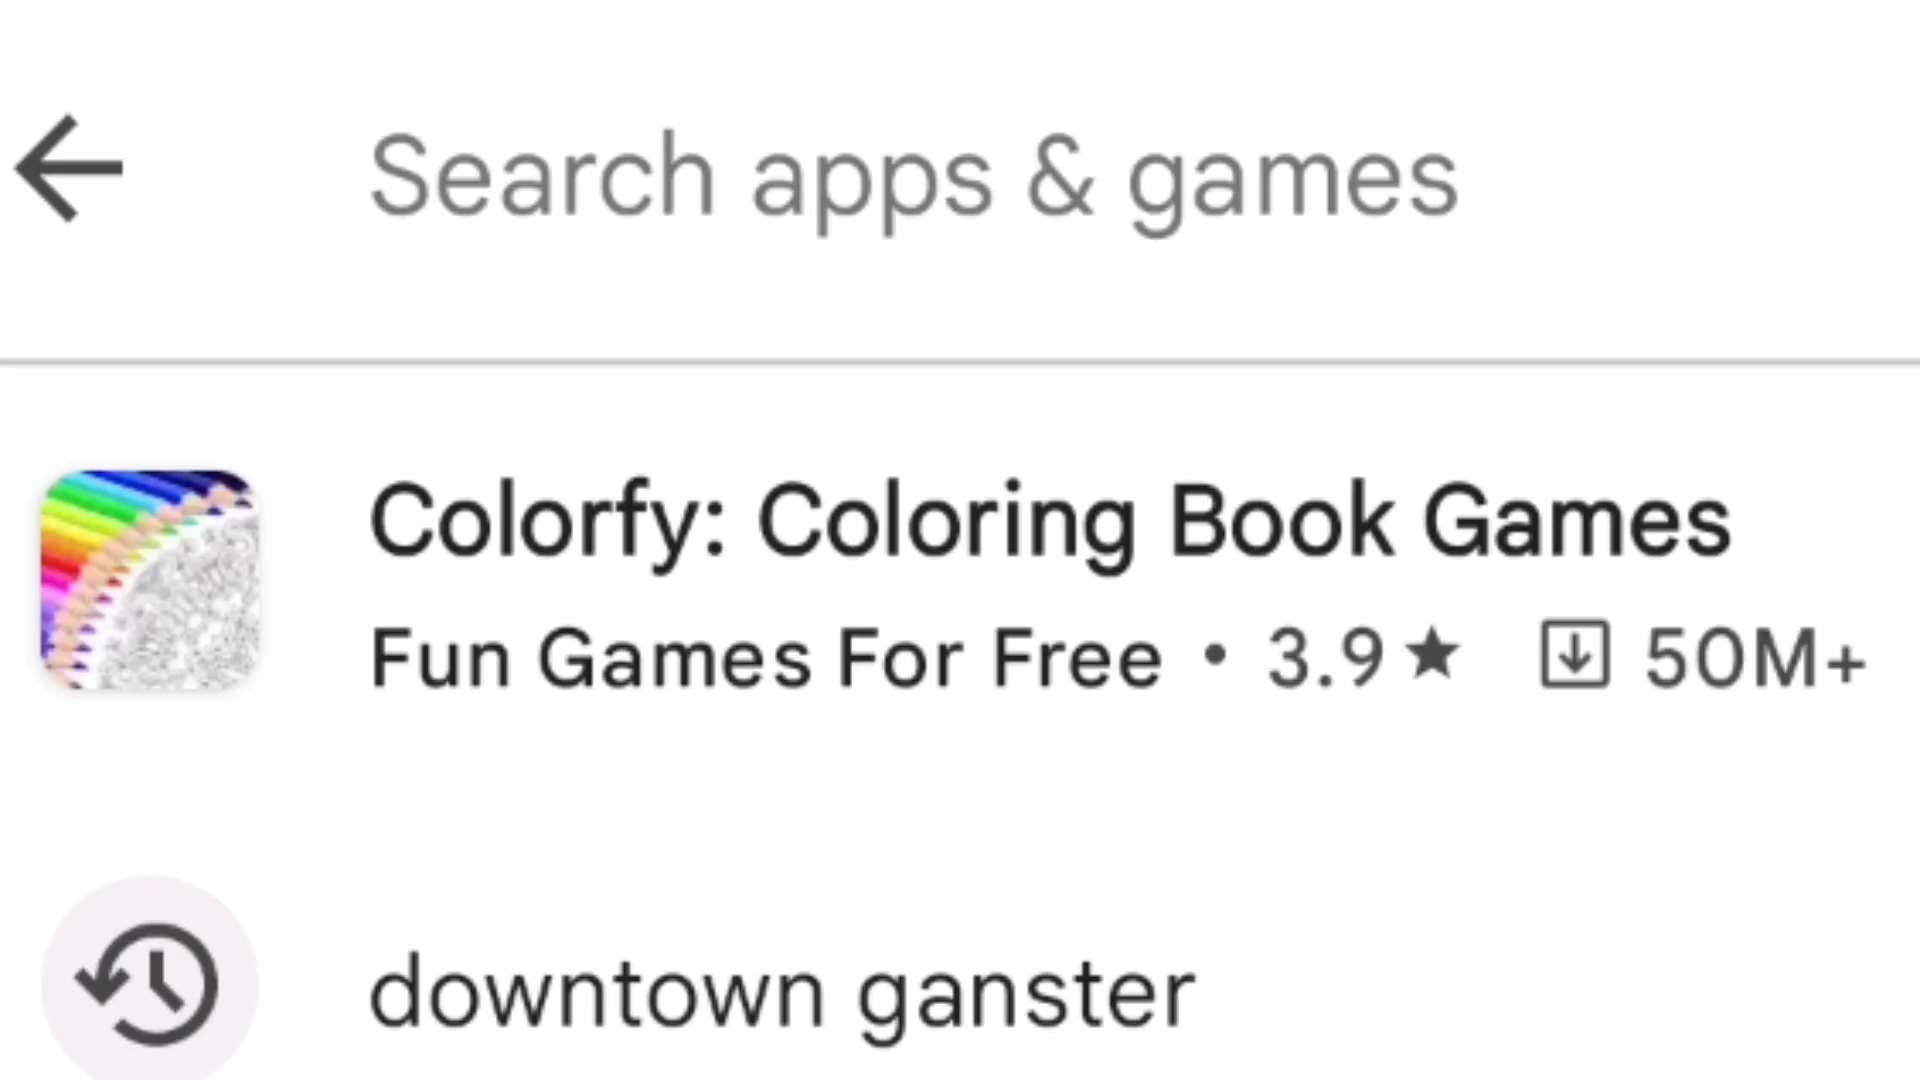 Search apps & games
Colorfy: Coloring Book Games
Fun Games For Free • 3.9★ 50M+
downtown ganster